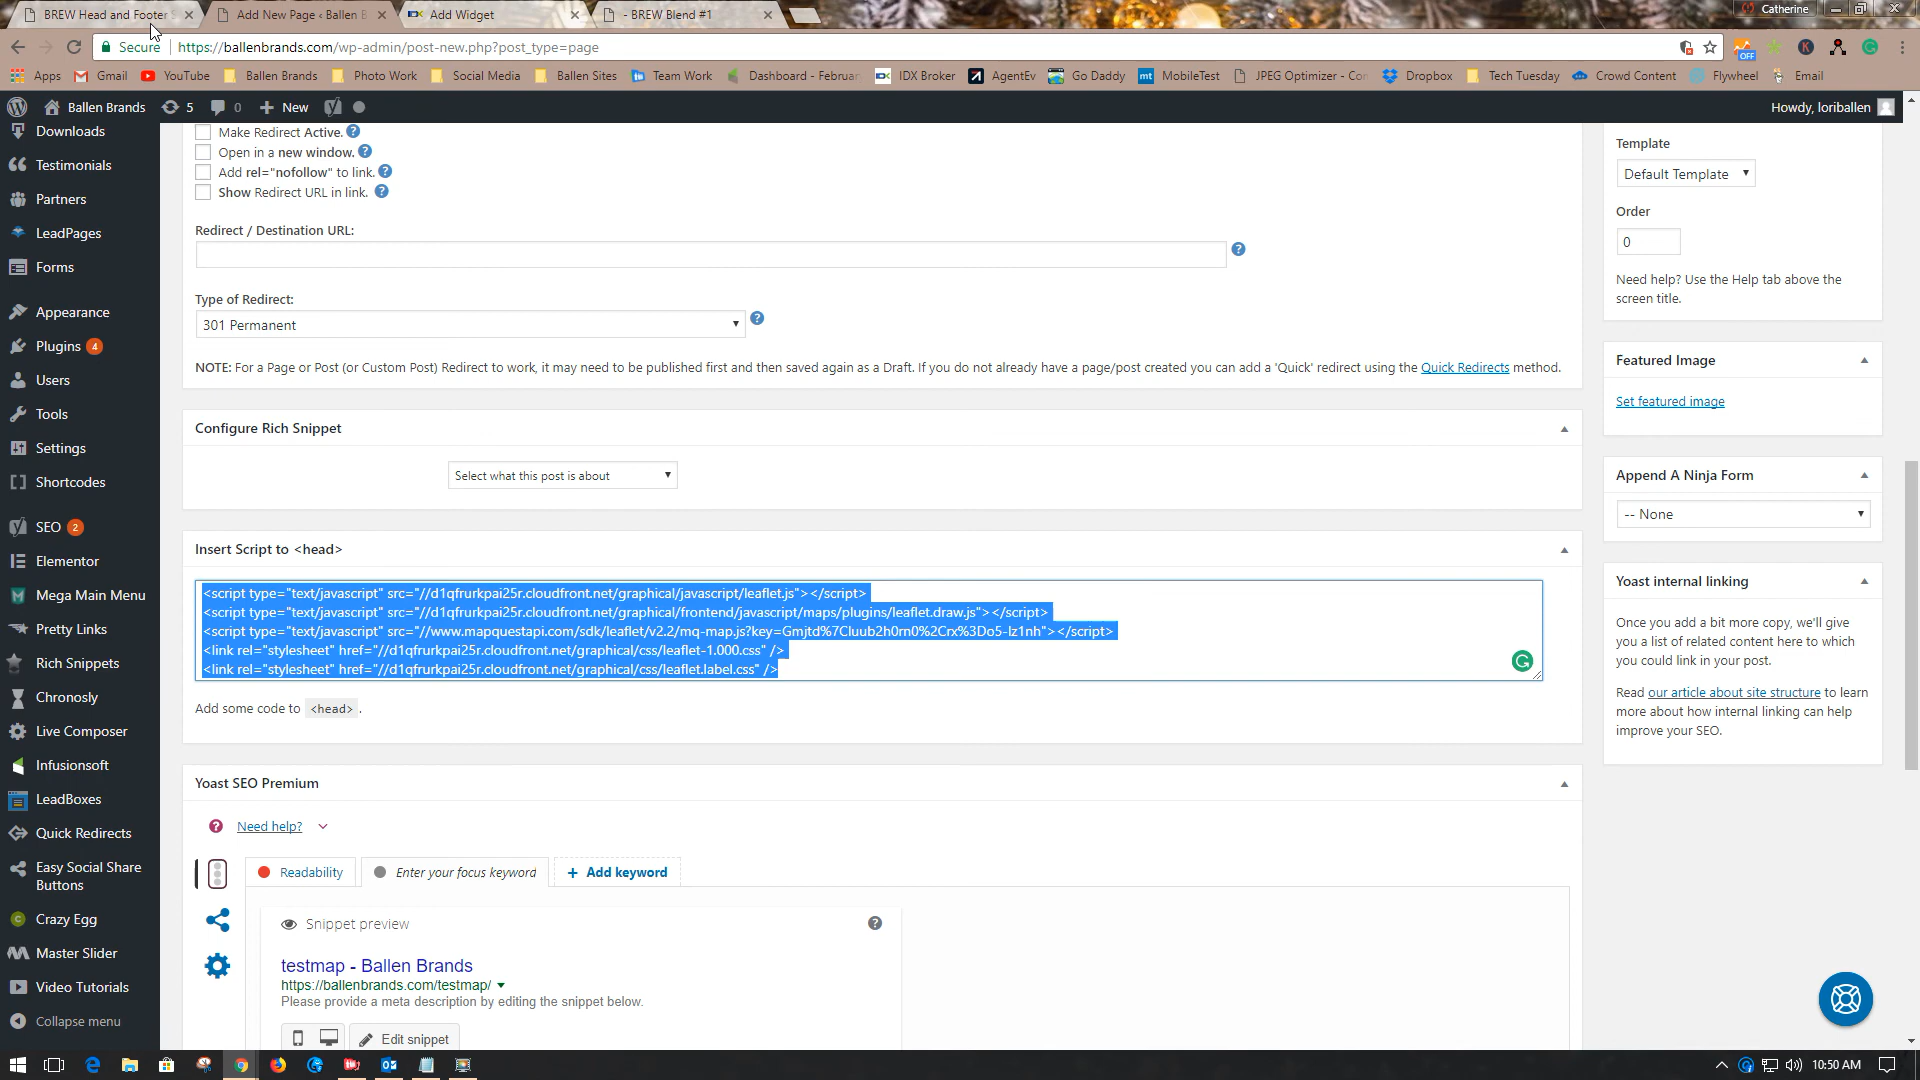 BREW Head and Footer
Add New Page ‹ Ballen B
Add Widget
- BREW Blend #1
Catherine
Secure
https://ballenbrands.com/wp-admin/post-new.php?post_type=page
OFF
Apps
Gmail
YouTube
Ballen Brands
Photo Work
Social Media
Ballen Sites
Team Work
Dashboard - Februar
IDX Broker
AgentEv
Go Daddy
mt MobileTest
JPEG Optimizer - Con
Dropbox
Tech Tuesday
Crowd Content
Flywheel
Email
Ballen Brands
5
0
New
Howdy, loriballen
Downloads
Testimonials
Partners
LeadPages
Forms
Appearance
Plugins 4
Users
Tools
Settings
Shortcodes
SEO 2
Elementor
Mega Main Menu
Pretty Links
Rich Snippets
Chronosly
Live Composer
Infusionsoft
LeadBoxes
Quick Redirects
Easy Social Share
Buttons
Crazy Egg
Master Slider
Video Tutorials
Collapse menu
Make Redirect Active.
Open in a new window.
Add rel="nofollow" to link.
Show Redirect URL in link.
Redirect / Destination URL:
Type of Redirect:
301 Permanent
NOTE: For a Page or Post (or Custom Post) Redirect to work, it may need to be published first and then saved again as a Draft. If you do not already have a page/post created you can add a 'Quick' redirect using the Quick Redirects method.
Configure Rich Snippet
Select what this post is about
Insert Script to <head>
<script type="text/javascript" src="//d1qfrurkpai25r.cloudfront.net/graphical/javascript/leaflet.js"></script>
<script type="text/javascript" src="//d1qfrurkpai25r.cloudfront.net/graphical/frontend/javascript/maps/plugins/leaflet.draw.js"></script>
<script type="text/javascript" src="//www.mapquestapi.com/sdk/leaflet/v2.2/mq-map.js?key=Gmjtd%7Cluub2h0rn0%2Crx%3Do5-lz1nh"></script>
<link rel="stylesheet" href="//d1qfrurkpai25r.cloudfront.net/graphical/css/leaflet-1.000.css" />
<link rel="stylesheet" href="//d1qfrurkpai25r.cloudfront.net/graphical/css/leaflet.label.css" />
Add some code to <head> .
Yoast SEO Premium
Need help?
Readability
Enter your focus keyword
+ Add keyword
Snippet preview
testmap - Ballen Brands
https://ballenbrands.com/testmap/
Please provide a meta description by editing the snippet below.
Edit snippet
Template
Default Template
Order
0
Need help? Use the Help tab above the
screen title.
Featured Image
Set featured image
Append A Ninja Form
-- None
Yoast internal linking
Once you add a bit more copy, we'll give
you a list of related content here to which
you could link in your post.
Read our article about site structure to learn
more about how internal linking can help
improve your SEO.
10:50 AM